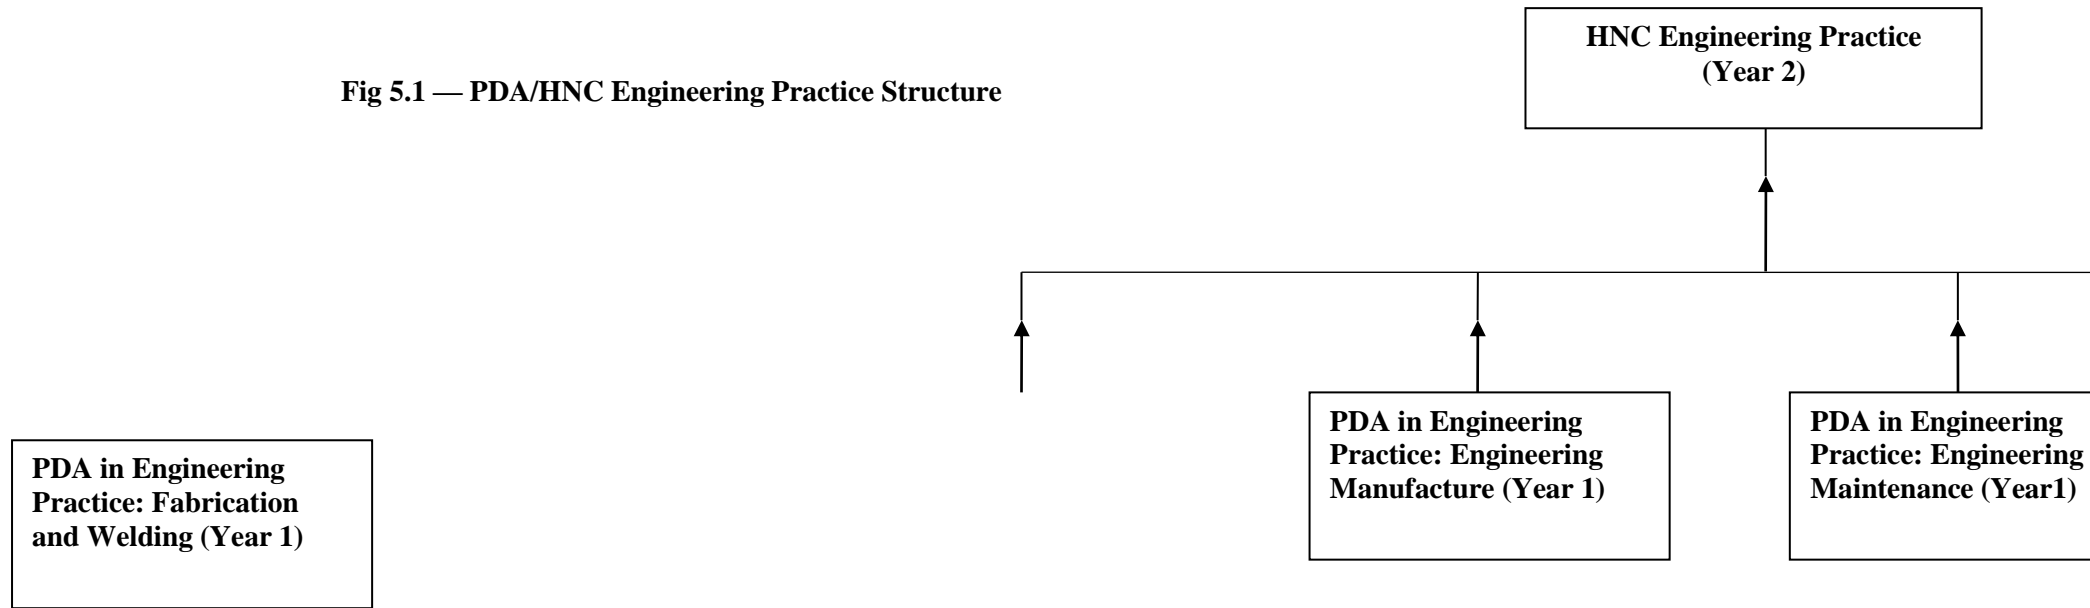 HNC Engineering Practice
(Year 2)
Fig 5.1 — PDA/HNC Engineering Practice Structure
PDA in Engineering
Practice: Engineering
Manufacture (Year 1)
PDA in Engineering
Practice: Engineering
Maintenance (Year1)
PDA in Engineering
Practice: Fabrication
and Welding (Year 1)